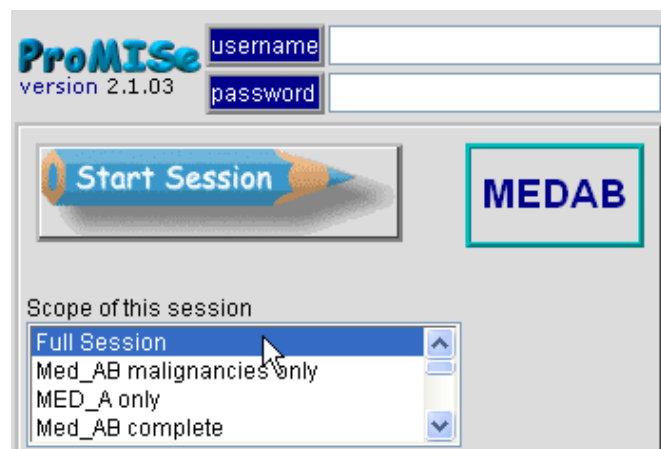 ProMISe
version 2.1.03
username
password
Start Session
MEDAB
Scope of this session
Full Session
Med_AB malignancies only
MED_A only
Med_AB complete